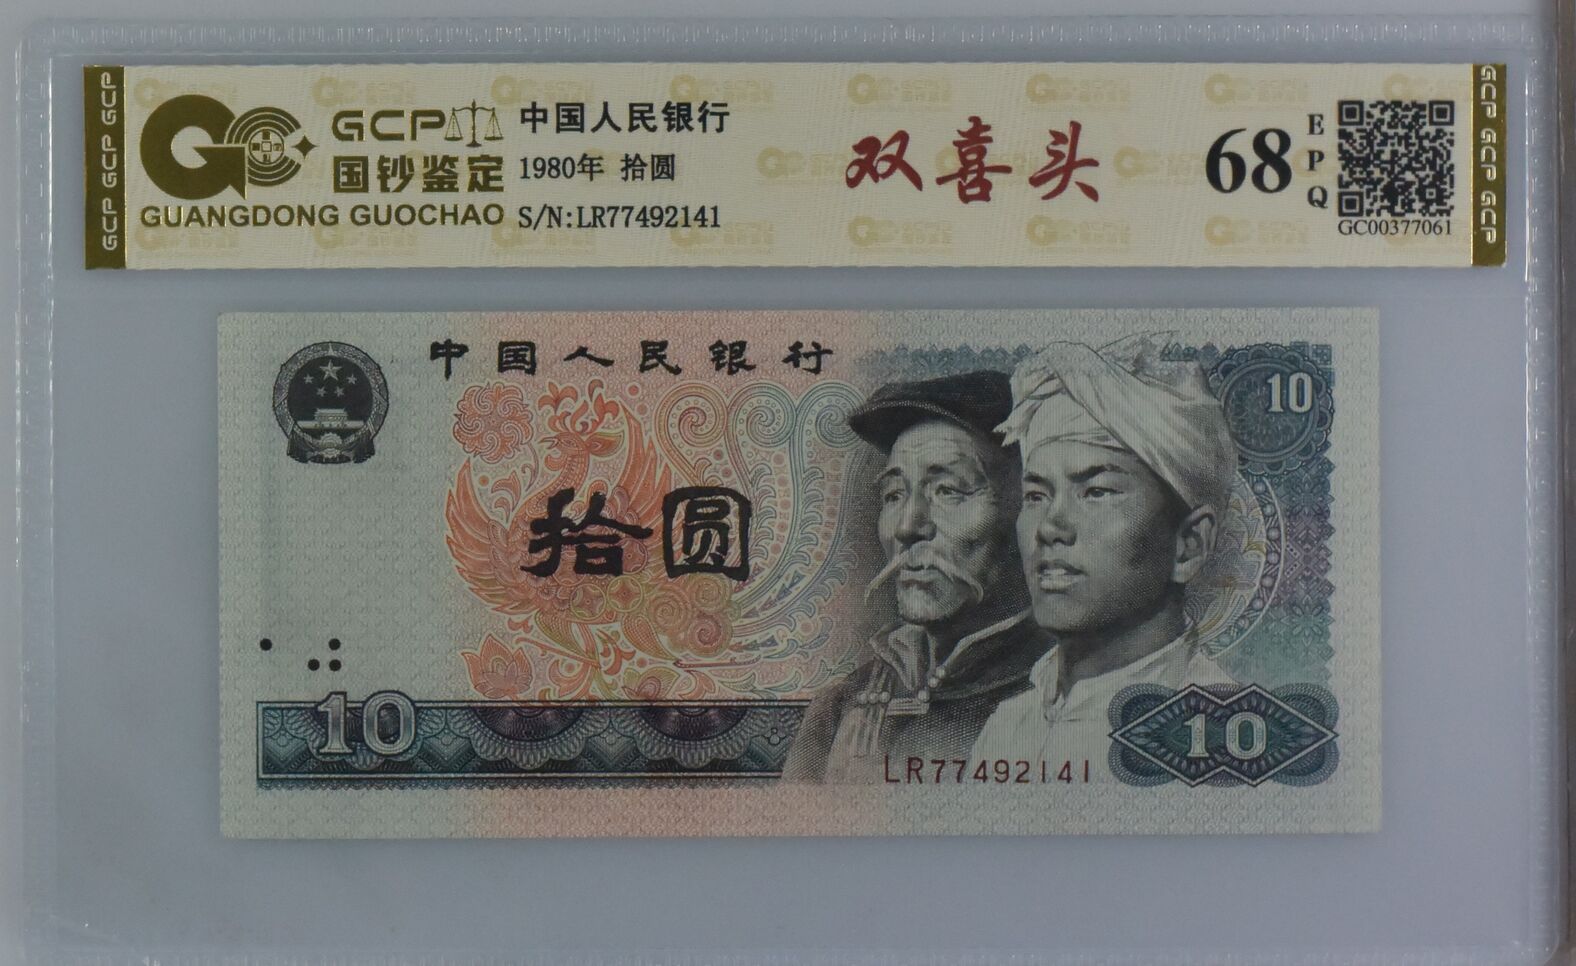 GCP GCP GCP
GCP
国钞鉴定
GUANGDONG GUOCHAO
中国人民银行
1980年 拾圆
S/N:LR77492141
双喜头
68
EPQ
GC00377061
GCP GCP GCP
中国人民银行
10
拾圆
10
10
LR77492141